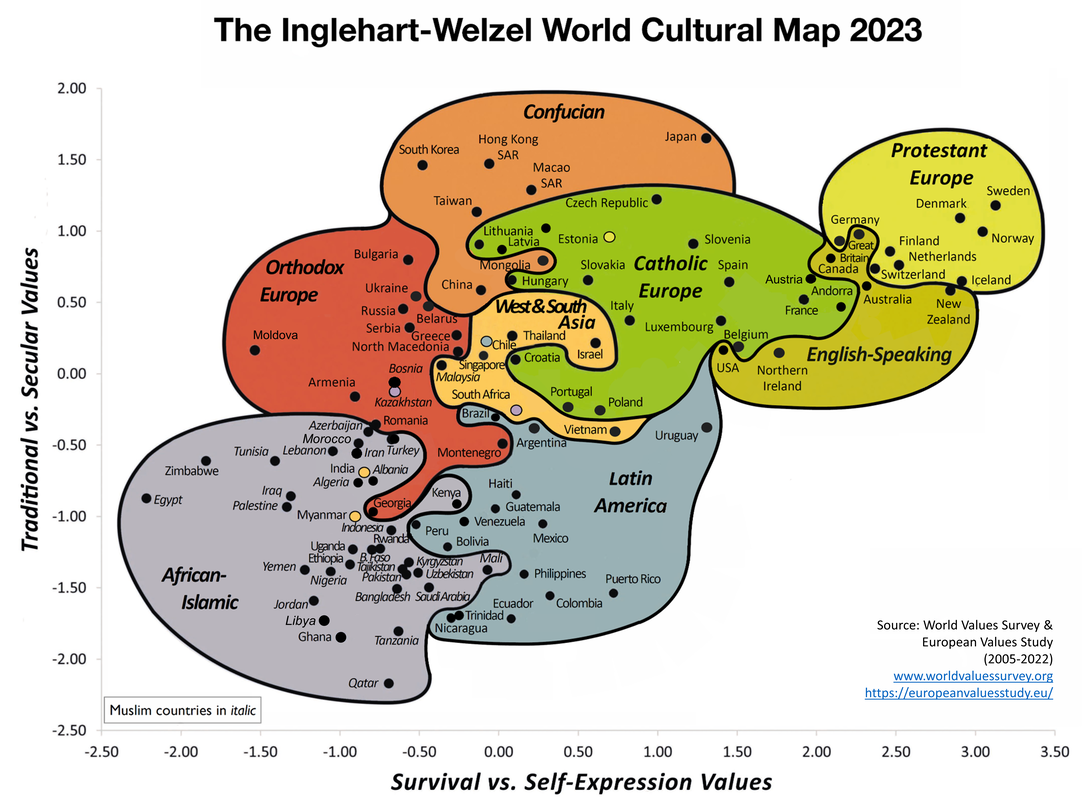 The Inglehart-Welzel World Cultural Map 2023
Traditional vs. Secular Values
2.00
1.50
1.00
0.50
0.00
-0.50
-1.00
-1.50
-2.00
-2.50
-2.50
-2.00
-1.50
-1.00
-0.50
0.00
0.50
1.00
1.50
2.00
2.50
3.00
3.50
Survival vs. Self-Expression Values
Confucian
Japan
Hong Kong
SAR
South Korea
Macao
SAR
Taiwan
China
Mongolia
Protestant
Europe
Sweden
Denmark
Norway
Germany
Finland
Netherlands
Switzerland
Iceland
Great
Britain
Canada
Australia
New
Zealand
English-Speaking
USA
Northern
Ireland
Catholic
Europe
Czech Republic
Lithuania
Latvia
Estonia
Slovenia
Hungary
Slovakia
Spain
Austria
Andorra
France
Italy
Luxembourg
Belgium
Croatia
Portugal
Poland
Orthodox
Europe
Bulgaria
Ukraine
Russia
Belarus
Serbia
Greece
North Macedonia
Moldova
Bosnia
Armenia
Kazakhstan
Romania
Montenegro
Georgia
West & South
Asia
Thailand
Israel
Chile
Singapore
Malaysia
South Africa
Vietnam
Latin
America
Brazil
Argentina
Uruguay
Haiti
Guatemala
Venezuela
Mexico
Peru
Bolivia
Philippines
Puerto Rico
Ecuador
Colombia
Trinidad
Nicaragua
African-
Islamic
Azerbaijan
Morocco
Lebanon
Iran
Turkey
Tunisia
Zimbabwe
India
Albania
Algeria
Egypt
Iraq
Palestine
Kenya
Myanmar
Indonesia
Rwanda
Uganda
B. Faso
Ethiopia
Tajikistan
Kyrgyzstan
Mali
Yemen
Nigeria
Pakistan
Uzbekistan
Bangladesh
Saudi Arabia
Jordan
Libya
Ghana
Tanzania
Qatar
Muslim countries in italic
Source: World Values Survey &
European Values Study
(2005-2022)
www.worldvaluessurvey.org
https://europeanvaluesstudy.eu/